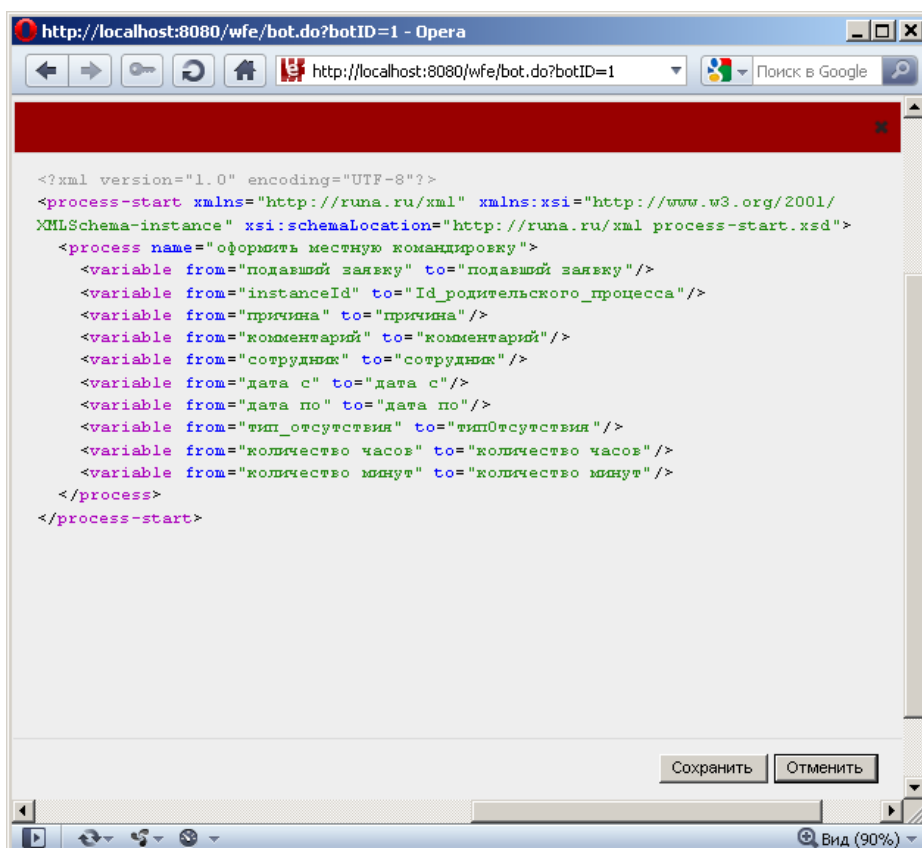 http://localhost:8080/wfe/bot.do?botID=1 - Opera
http://localhost:8080/wfe/bot.do?botID=1
Поиск в Google
<?xml version="1.0" encoding="UTF-8"?>
<process-start xmlns="http://runa.ru/xml" xmlns:xsi="http://www.w3.org/2001/
XMLSchema-instance" xsi:schemaLocation="http://runa.ru/xml process-start.xsd">
<process name="оформить местную командировку">
<variable from="подавший заявку" to="подавший заявку"/>
<variable from="instanceId" to="Id_родительского_процесса"/>
<variable from="причина" to="причина"/>
<variable from="комментарий" to="комментарий"/>
<variable from="сотрудник" to="сотрудник"/>
<variable from="дата с" to="дата с"/>
<variable from="дата по" to="дата по"/>
<variable from="тип_отсутствия" to="типОтсутствия"/>
<variable from="количество часов" to="количество часов"/>
<variable from="количество минут" to="количество минут"/>
</process>
</process-start>
Сохранить
Отменить
Вид (90%)